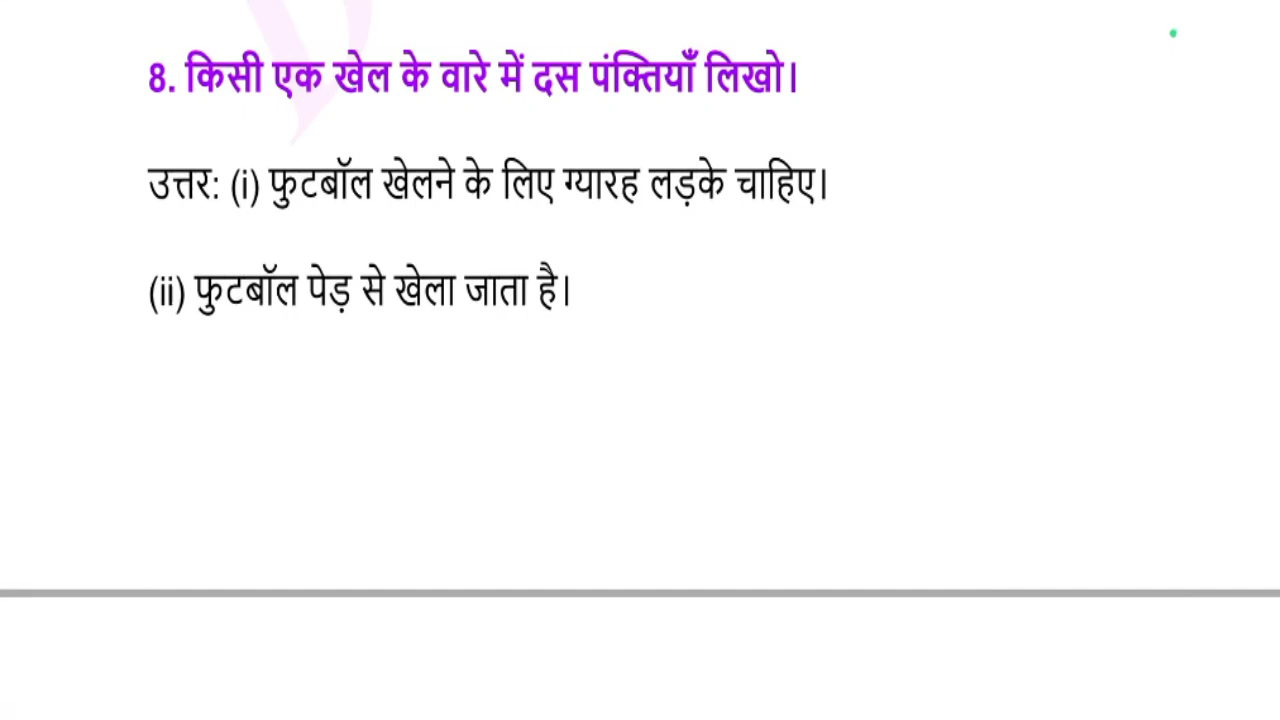 8. किसी एक खेल के वारे में दस पंक्तियाँ लिखो।
उत्तर: (i) फुटबॉल खेलने के लिए ग्यारह लड़के चाहिए।
(ii) फुटबॉल पेड़ से खेला जाता है।